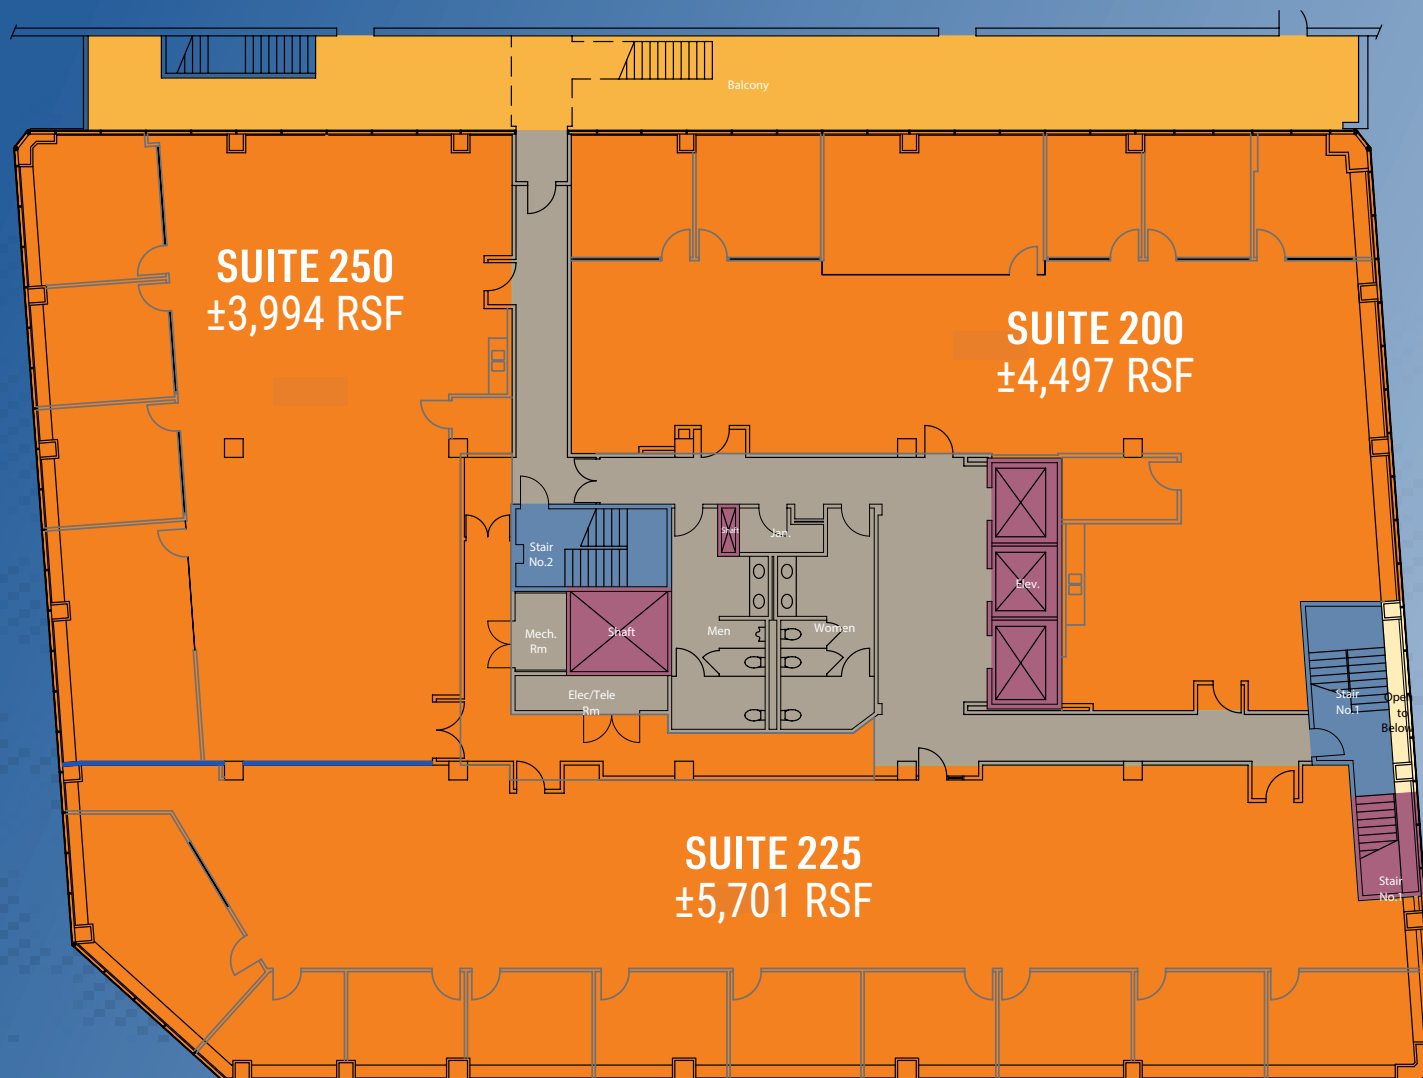 Balcony
SUITE 250
±3,994 RSF
SUITE 200
±4,497 RSF
Shaft
Jan.
Stair
No.2
Elev.
Mech.
Rm
Shaft
Men
Women
Elec/Tele
Rm
Stair
No.1
Open
to
Below
SUITE 225
±5,701 RSF
Stair
No.1